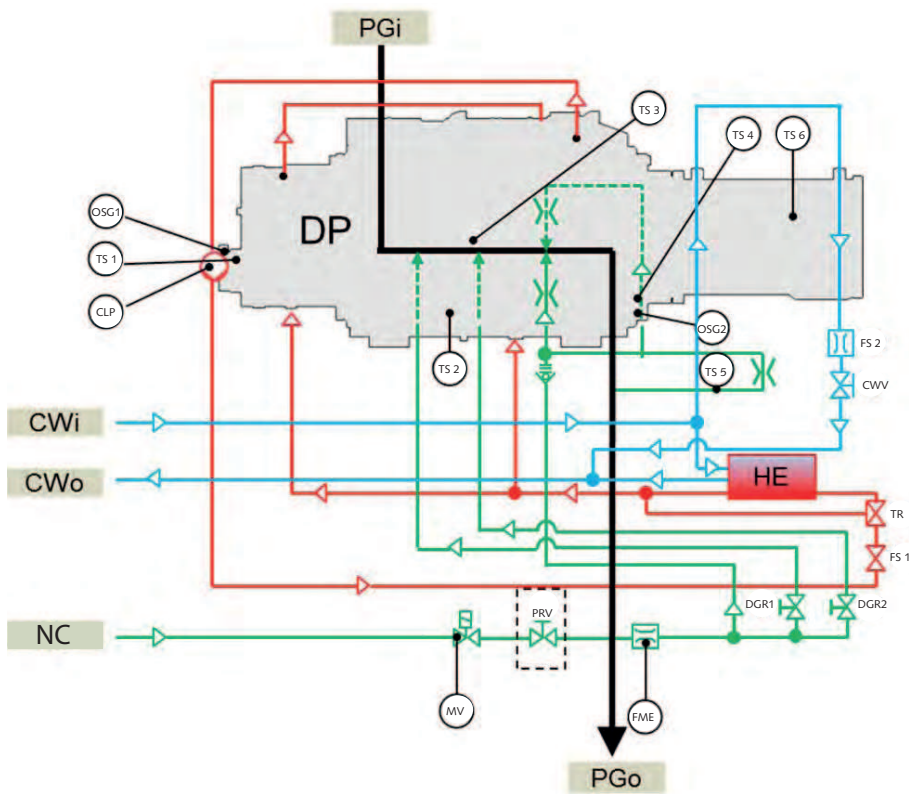 PGi
TS 3
TS 4
TS 6
OSG1
DP
TS 1
CLP
OSG2
FS 2
TS 2
TS 5
CWV
CWi
CWo
HE
TR
FS 1
DGR1
DGR2
PRV
NC
MV
FME
PGo